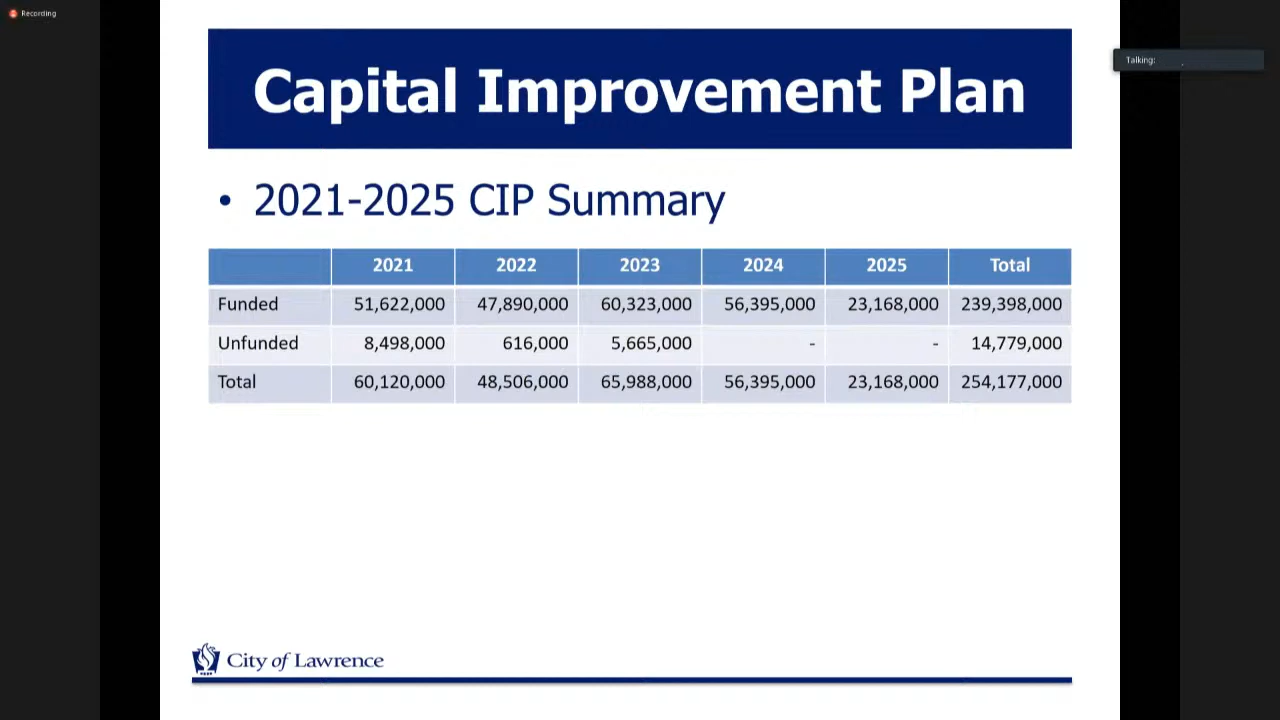 Recording
Talking:
Capital Improvement Plan
• 2021-2025 CIP Summary
2021 2022 2023 2024 2025 Total
Funded 51,622,000 47,890,000 60,323,000 56,395,000 23,168,000 239,398,000
Unfunded 8,498,000 616,000 5,665,000 - - 14,779,000
Total 60,120,000 48,506,000 65,988,000 56,395,000 23,168,000 254,177,000
City of Lawrence